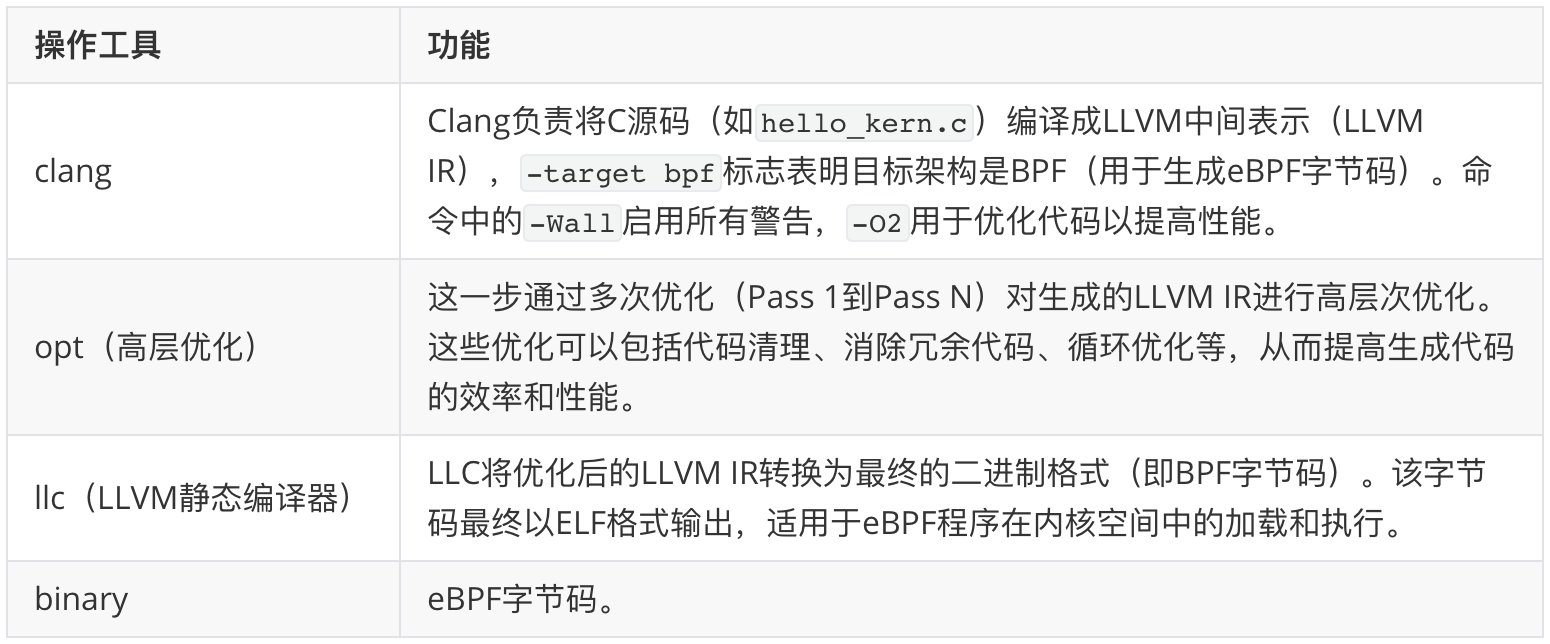 操作工具
功能
clang
Clang负责将C源码（如hello_kern.c）编译成LLVM中间表示（LLVM
IR），-target bpf标志表明目标架构是BPF（用于生成eBPF字节码）。命
令中的-Wall启用所有警告，-O2用于优化代码以提高性能。
opt（高层优化）
这一步通过多次优化（Pass 1到Pass N）对生成的LLVM IR进行高层次优化。
这些优化可以包括代码清理、消除冗余代码、循环优化等，从而提高生成代码
的效率和性能。
llc（LLVM静态编译器）
LLC将优化后的LLVM IR转换为最终的二进制格式（即BPF字节码）。该字节
码最终以ELF格式输出，适用于eBPF程序在内核空间中的加载和执行。
binary
eBPF字节码。